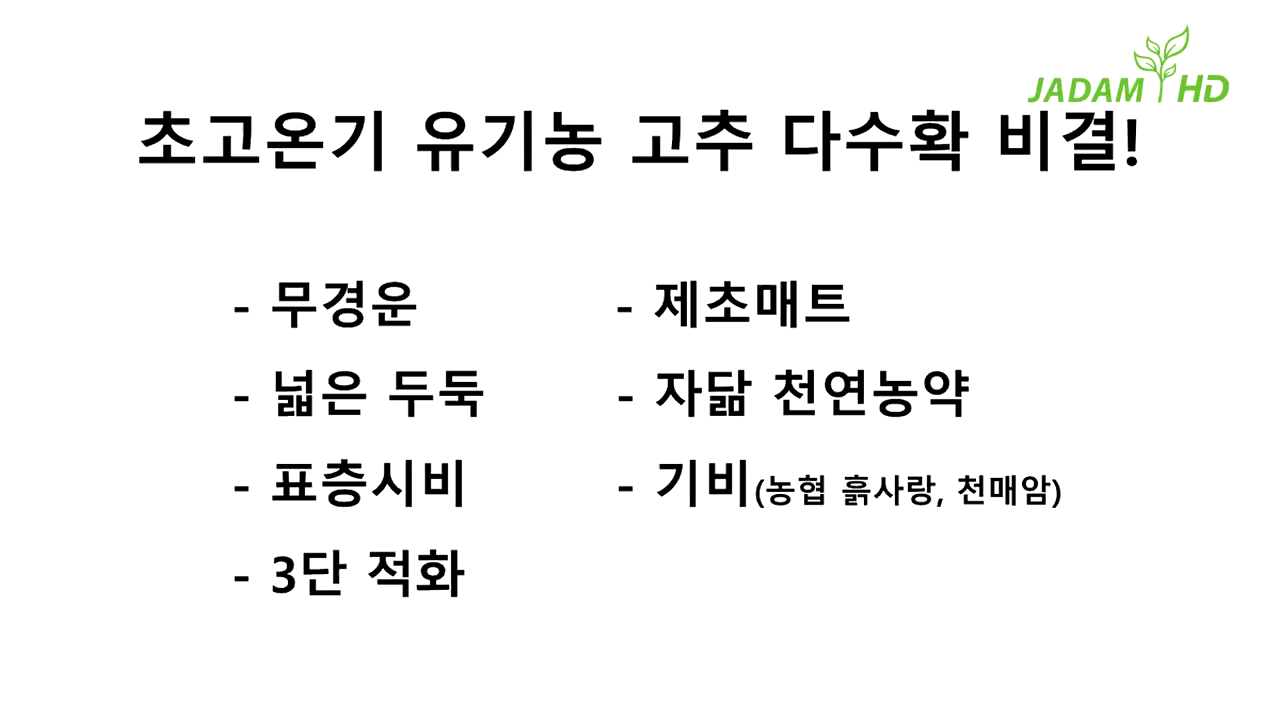 JADAM HD
초고온기 유기농 고추 다수확 비결!
- 무경운
- 넓은 두둑
- 표층시비
- 3단 적화
- 제초매트
- 자닮 천연농약
- 기비(농협 흙사랑, 천매암)